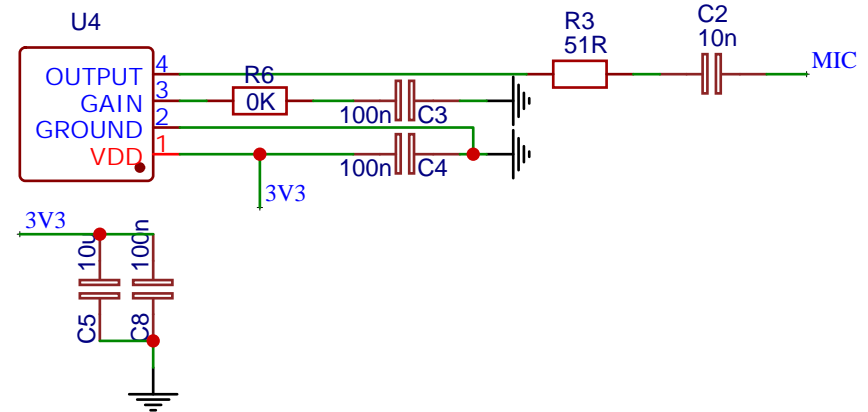 U4
R3
51R
C2
10n
MIC
OUTPUT 4
R6
GAIN 3
0K
100n C3
GROUND 2
VDD 1
100n C4
3V3
3V3
10u
100n
C5
C8